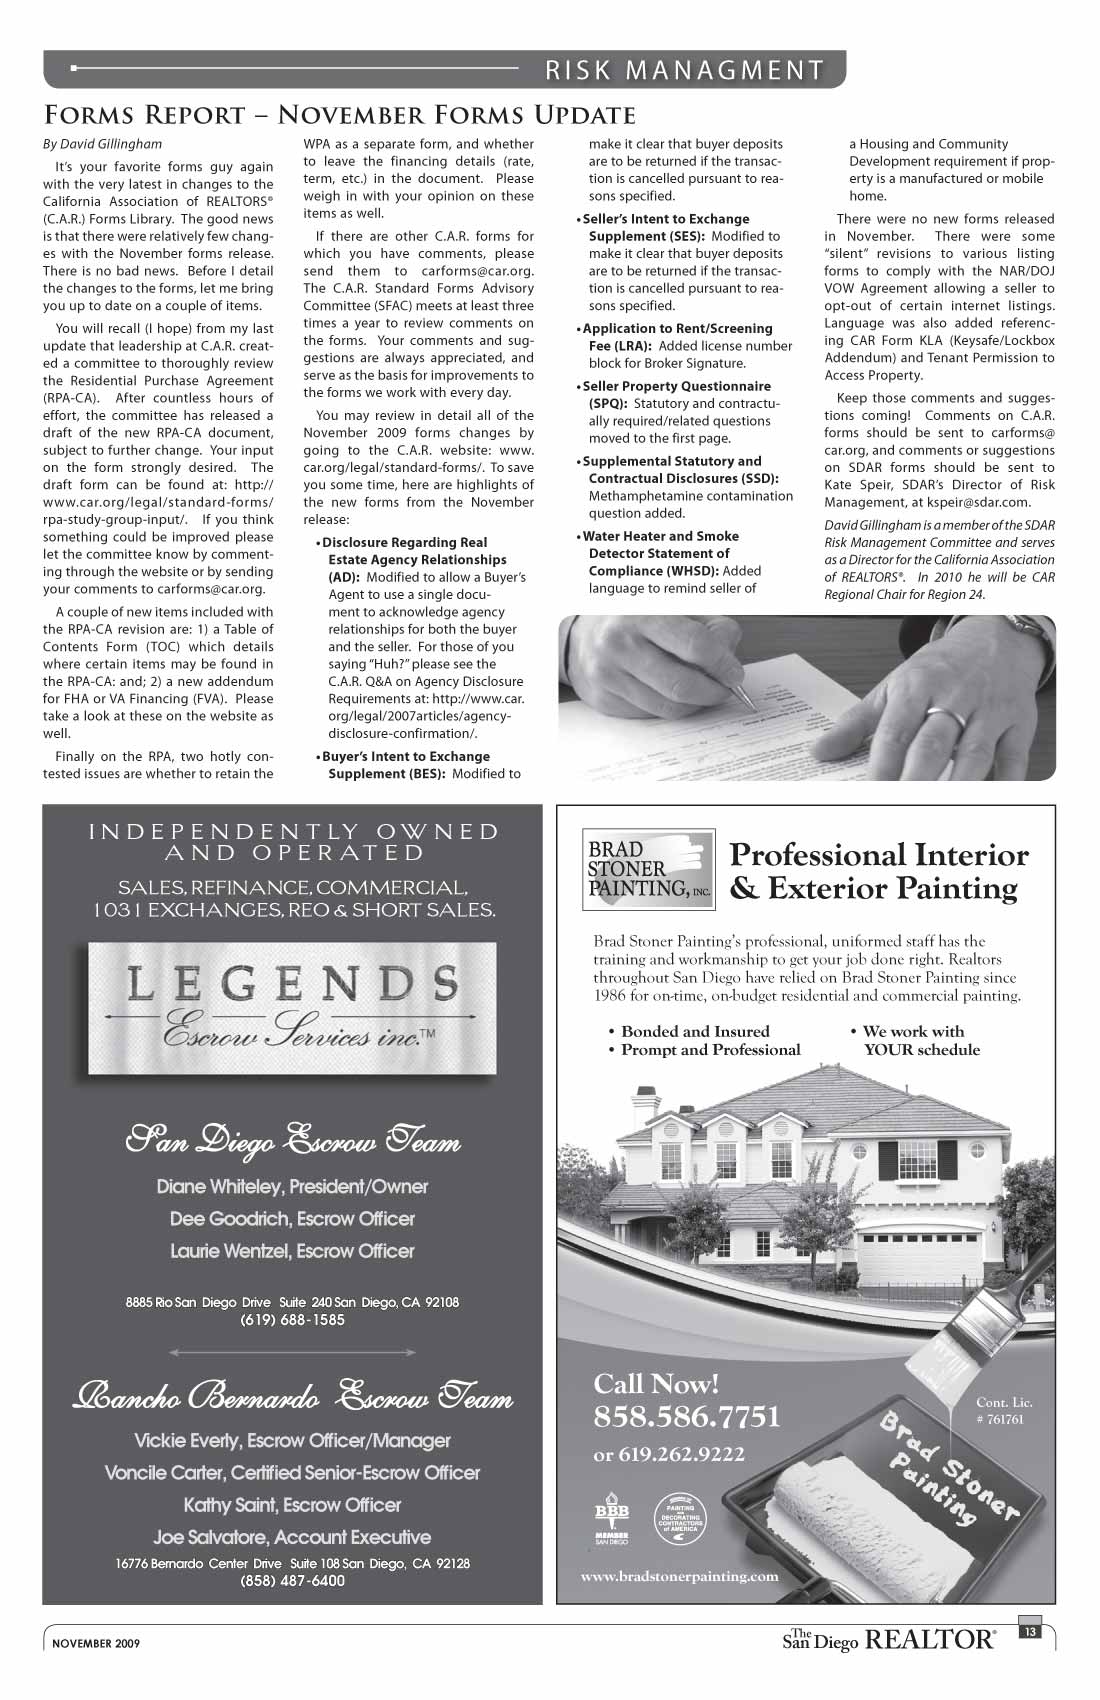 RISK MANAGMENT
FORMS REPORT – NOVEMBER FORMS UPDATE
By David Gillingham
It's your favorite forms guy again
with the very latest in changes to the
California Association of REALTORS®
(C.A.R.) Forms Library. The good news
is that there were relatively few chang-
es with the November forms release.
There is no bad news. Before I detail
the changes to the forms, let me bring
you up to date on a couple of items.
You will recall (I hope) from my last
update that leadership at C.A.R. creat-
ed a committee to thoroughly review
the Residential Purchase Agreement
(RPA-CA). After countless hours of
effort, the committee has released a
draft of the new RPA-CA document,
subject to further change. Your input
on the form strongly desired. The
draft form can be found at: http://
www.car.org/legal/standard-forms/
rpa-study-group-input/. If you think
something could be improved please
let the committee know by comment-
ing through the website or by sending
your comments to carforms@car.org.
A couple of new items included with
the RPA-CA revision are: 1) a Table of
Contents Form (TOC) which details
where certain items may be found in
the RPA-CA: and; 2) a new addendum
for FHA or VA Financing (FVA). Please
take a look at these on the website as
well.
Finally on the RPA, two hotly con-
tested issues are whether to retain the
WPA as a separate form, and whether
to leave the financing details (rate,
term, etc.) in the document. Please
weigh in with your opinion on these
items as well.
If there are other C.A.R. forms for
which you have comments, please
send them to carforms@car.org.
The C.A.R. Standard Forms Advisory
Committee (SFAC) meets at least three
times a year to review comments on
the forms. Your comments and sug-
gestions are always appreciated, and
serve as the basis for improvements to
the forms we work with every day.
You may review in detail all of the
November 2009 forms changes by
going to the C.A.R. website: www.
car.org/legal/standard-forms/. To save
you some time, here are highlights of
the new forms from the November
release:
•Disclosure Regarding Real
Estate Agency Relationships
(AD): Modified to allow a Buyer's
Agent to use a single docu-
ment to acknowledge agency
relationships for both the buyer
and the seller. For those of you
saying "Huh?" please see the
C.A.R. Q&A on Agency Disclosure
Requirements at: http://www.car.
org/legal/2007articles/agency-
disclosure-confirmation/.
•Buyer's Intent to Exchange
Supplement (BES): Modified to
make it clear that buyer deposits
are to be returned if the transac-
tion is cancelled pursuant to rea-
sons specified.
•Seller's Intent to Exchange
Supplement (SES): Modified to
make it clear that buyer deposits
are to be returned if the transac-
tion is cancelled pursuant to rea-
sons specified.
•Application to Rent/Screening
Fee (LRA): Added license number
block for Broker Signature.
•Seller Property Questionnaire
(SPQ): Statutory and contractu-
ally required/related questions
moved to the first page.
•Supplemental Statutory and
Contractual Disclosures (SSD):
Methamphetamine contamination
question added.
•Water Heater and Smoke
Detector Statement of
Compliance (WHSD): Added
language to remind seller of
a Housing and Community
Development requirement if prop-
erty is a manufactured or mobile
home.
There were no new forms released
in November. There were some
"silent" revisions to various listing
forms to comply with the NAR/DOJ
VOW Agreement allowing a seller to
opt-out of certain internet listings.
Language was also added referenc-
ing CAR Form KLA (Keysafe/Lockbox
Addendum) and Tenant Permission to
Access Property.
Keep those comments and sugges-
tions coming! Comments on C.A.R.
forms should be sent to carforms@
car.org, and comments or suggestions
on SDAR forms should be sent to
Kate Speir, SDAR's Director of Risk
Management, at kspeir@sdar.com.
David Gillingham is a member of the SDAR
Risk Management Committee and serves
as a Director for the California Association
of REALTORS®. In 2010 he will be CAR
Regional Chair for Region 24.
INDEPENDENTLY OWNED
AND OPERATED
SALES, REFINANCE, COMMERCIAL,
1031 EXCHANGES, REO & SHORT SALES.
LEGENDS
Escrow Services inc.™
San Diego Escrow Team
Diane Whiteley, President/Owner
Dee Goodrich, Escrow Officer
Laurie Wentzel, Escrow Officer
8885 Rio San Diego Drive Suite 240 San Diego, CA 92108
(619) 688-1585
Rancho Bernardo Escrow Team
Vickie Everly, Escrow Officer/Manager
Voncile Carter, Certified Senior-Escrow Officer
Kathy Saint, Escrow Officer
Joe Salvatore, Account Executive
16776 Bernardo Center Drive Suite 108 San Diego, CA 92128
(858) 487-6400
BRAD
STONER
PAINTING, INC.
Professional Interior
& Exterior Painting
Brad Stoner Painting's professional, uniformed staff has the
training and workmanship to get your job done right. Realtors
throughout San Diego have relied on Brad Stoner Painting since
1986 for on-time, on-budget residential and commercial painting.
• Bonded and Insured
• Prompt and Professional
• We work with
YOUR schedule
Call Now!
858.586.7751
or 619.262.9222
Cont. Lic.
# 761761
Brad Stoner
Painting
BBB
MEMBER
SAN DIEGO
PAINTING
DECORATING
CONTRACTORS
of AMERICA
www.bradstonerpainting.com
NOVEMBER 2009
The San Diego REALTOR®
13